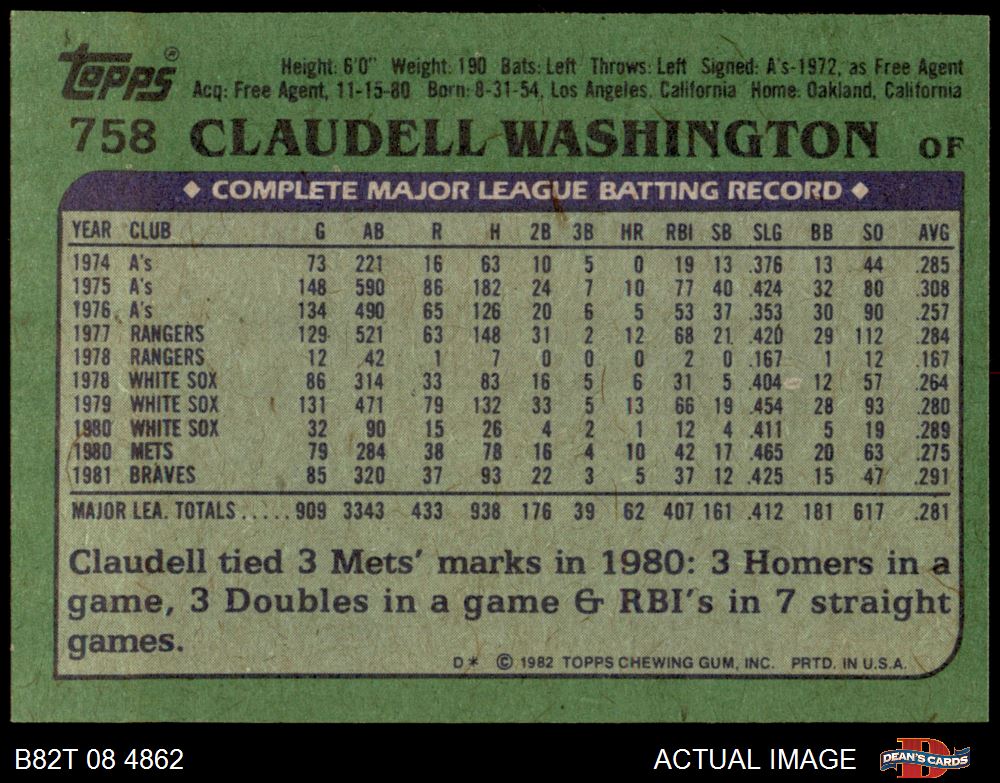 Topps®
Height: 6'0" Weight: 190 Bats: Left Throws: Left Signed: A's-1972, as Free Agent
Acq: Free Agent, 11-15-80 Born: 8-31-54, Los Angeles, California Home: Oakland, California
758 CLAUDELL WASHINGTON OF
◆ COMPLETE MAJOR LEAGUE BATTING RECORD ◆
YEAR CLUB G AB R H 2B 3B HR RBI SB SLG BB SO AVG
1974 A's 73 221 16 63 10 5 0 19 13 .376 13 44 .285
1975 A's 148 590 86 182 24 7 10 77 40 .424 32 80 .308
1976 A's 134 490 65 126 20 6 5 53 37 .353 30 90 .257
1977 RANGERS 129 521 63 148 31 2 12 68 21 .420 29 112 .284
1978 RANGERS 12 42 1 7 0 0 0 2 0 .167 1 12 .167
1978 WHITE SOX 86 314 33 83 16 5 6 31 5 .404 12 57 .264
1979 WHITE SOX 131 471 79 132 33 5 13 66 19 .454 28 93 .280
1980 WHITE SOX 32 90 15 26 4 2 1 12 4 .411 5 19 .289
1980 METS 79 284 38 78 16 4 10 42 17 .465 20 63 .275
1981 BRAVES 85 320 37 93 22 3 5 37 12 .425 15 47 .291
MAJOR LEA. TOTALS..... 909 3343 433 938 176 39 62 407 161 .412 181 617 .281
Claudell tied 3 Mets' marks in 1980: 3 Homers in a
game, 3 Doubles in a game & RBI's in 7 straight
games.
D* © 1982 TOPPS CHEWING GUM, INC. PRTD. IN U.S.A.
B82T 08 4862 ACTUAL IMAGE DEAN'S CARDS